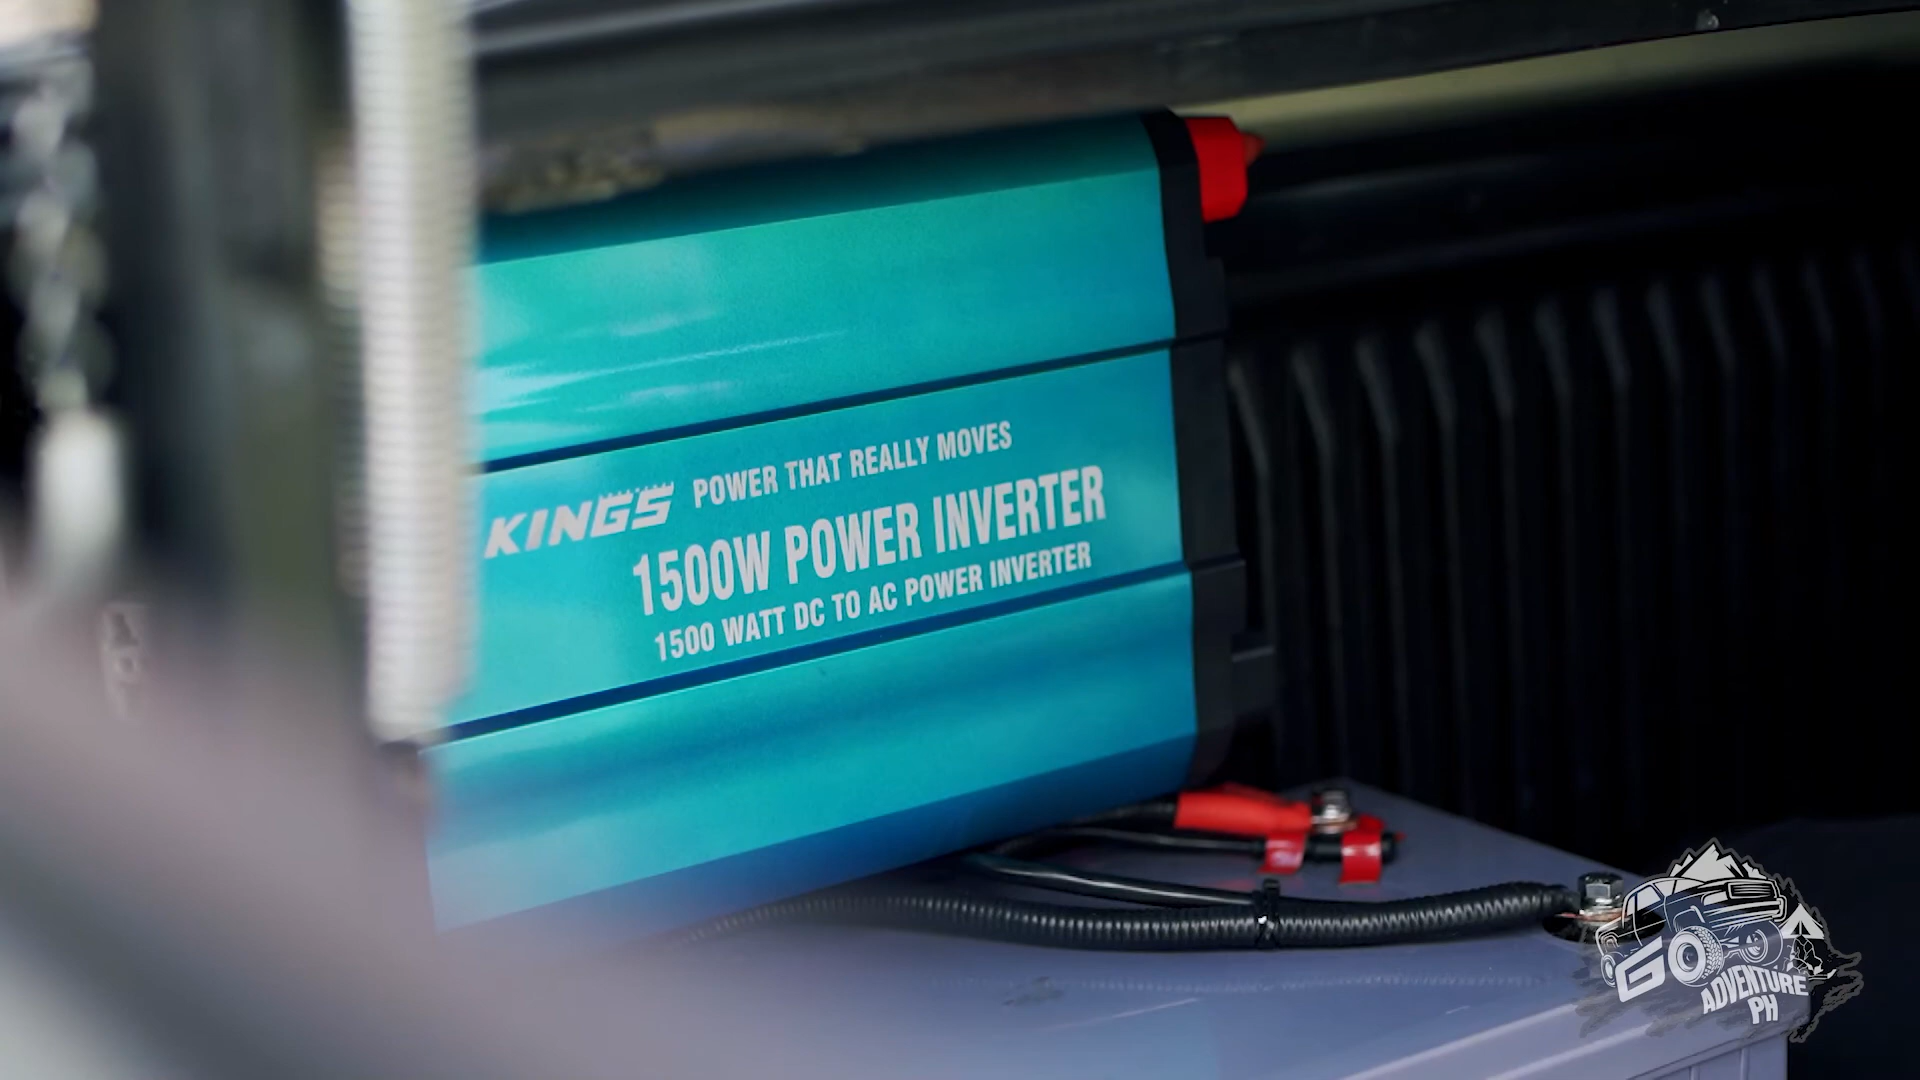 POWER THAT REALLY MOVES
KINGS
1500W POWER INVERTER
1500 WATT DC TO AC POWER INVERTER
GO
ADVENTURE
PH